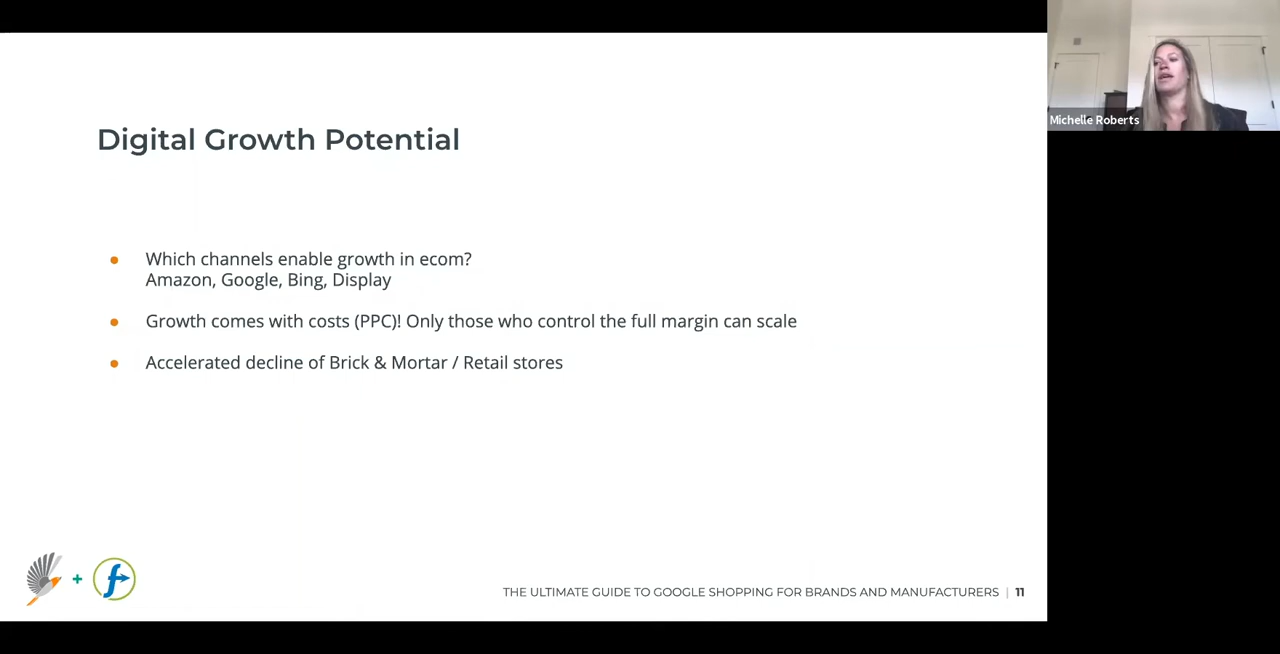 Digital Growth Potential
Which channels enable growth in ecom?
Amazon, Google, Bing, Display
Growth comes with costs (PPC)! Only those who control the full margin can scale
Accelerated decline of Brick & Mortar / Retail stores
+ f
THE ULTIMATE GUIDE TO GOOGLE SHOPPING FOR BRANDS AND MANUFACTURERS | 11
Michelle Roberts